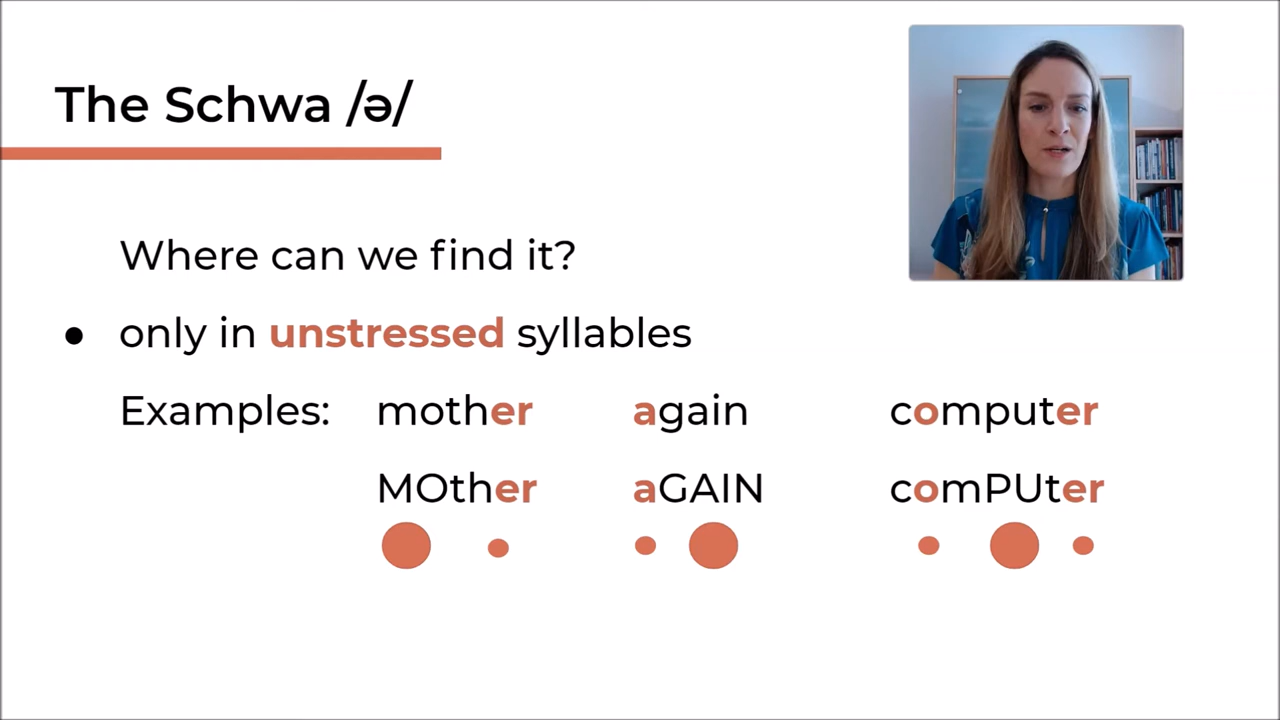 The Schwa /ə/
Where can we find it?
● only in unstressed syllables
Examples: mother again computer
MOther aGAIN comPUter